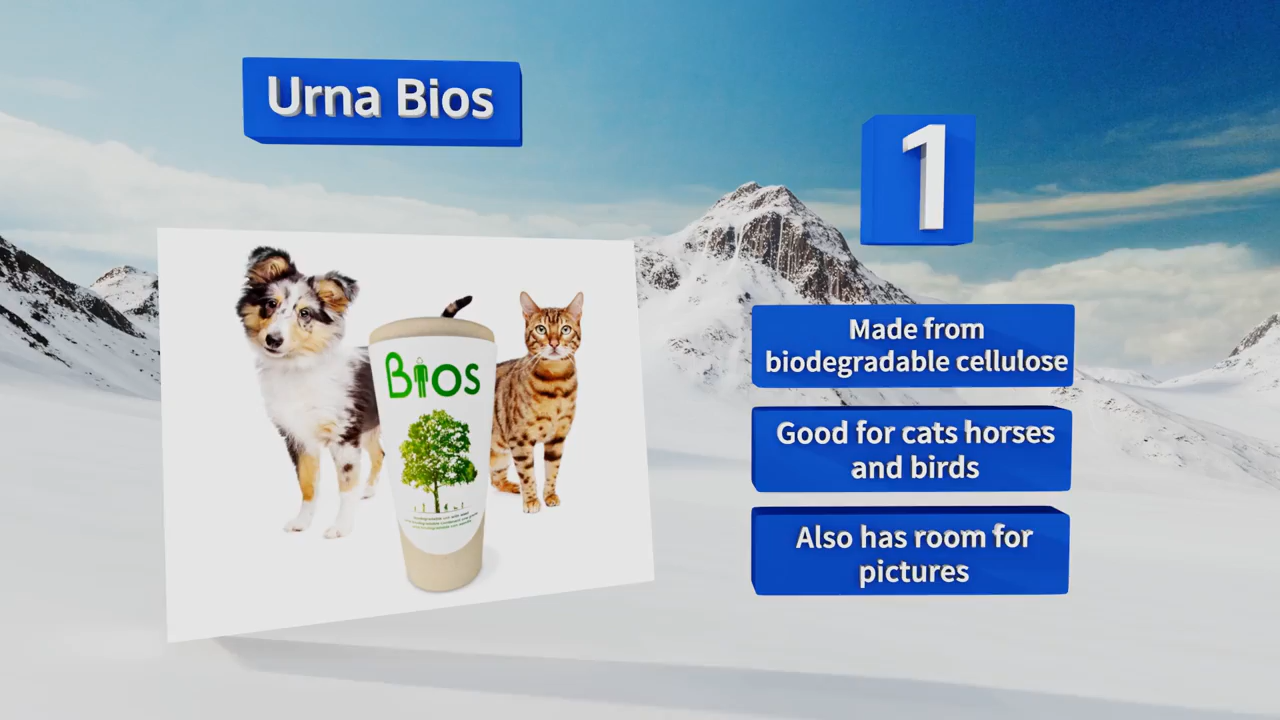 Urna Bios
1
Bios
Made from
biodegradable cellulose
Good for cats horses
and birds
Also has room for
pictures